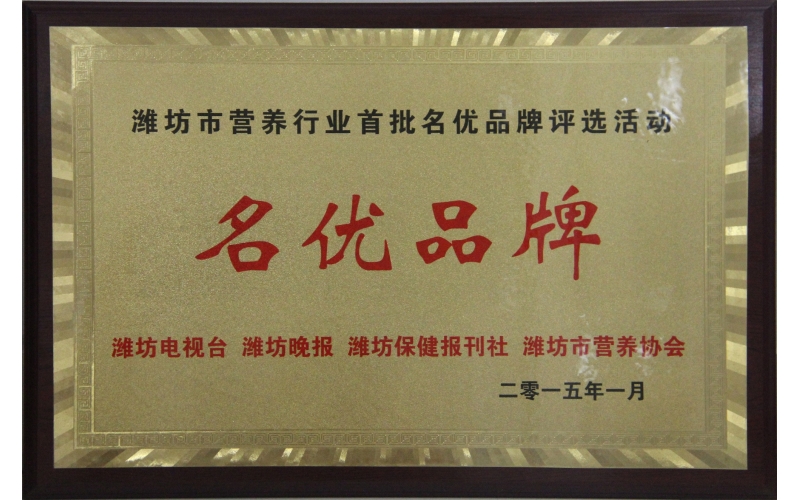 潍坊市营养行业首批名优品牌评选活动
名优品牌
潍坊电视台 潍坊晚报 潍坊保健报刊社 潍坊市营养协会
二零一五年一月